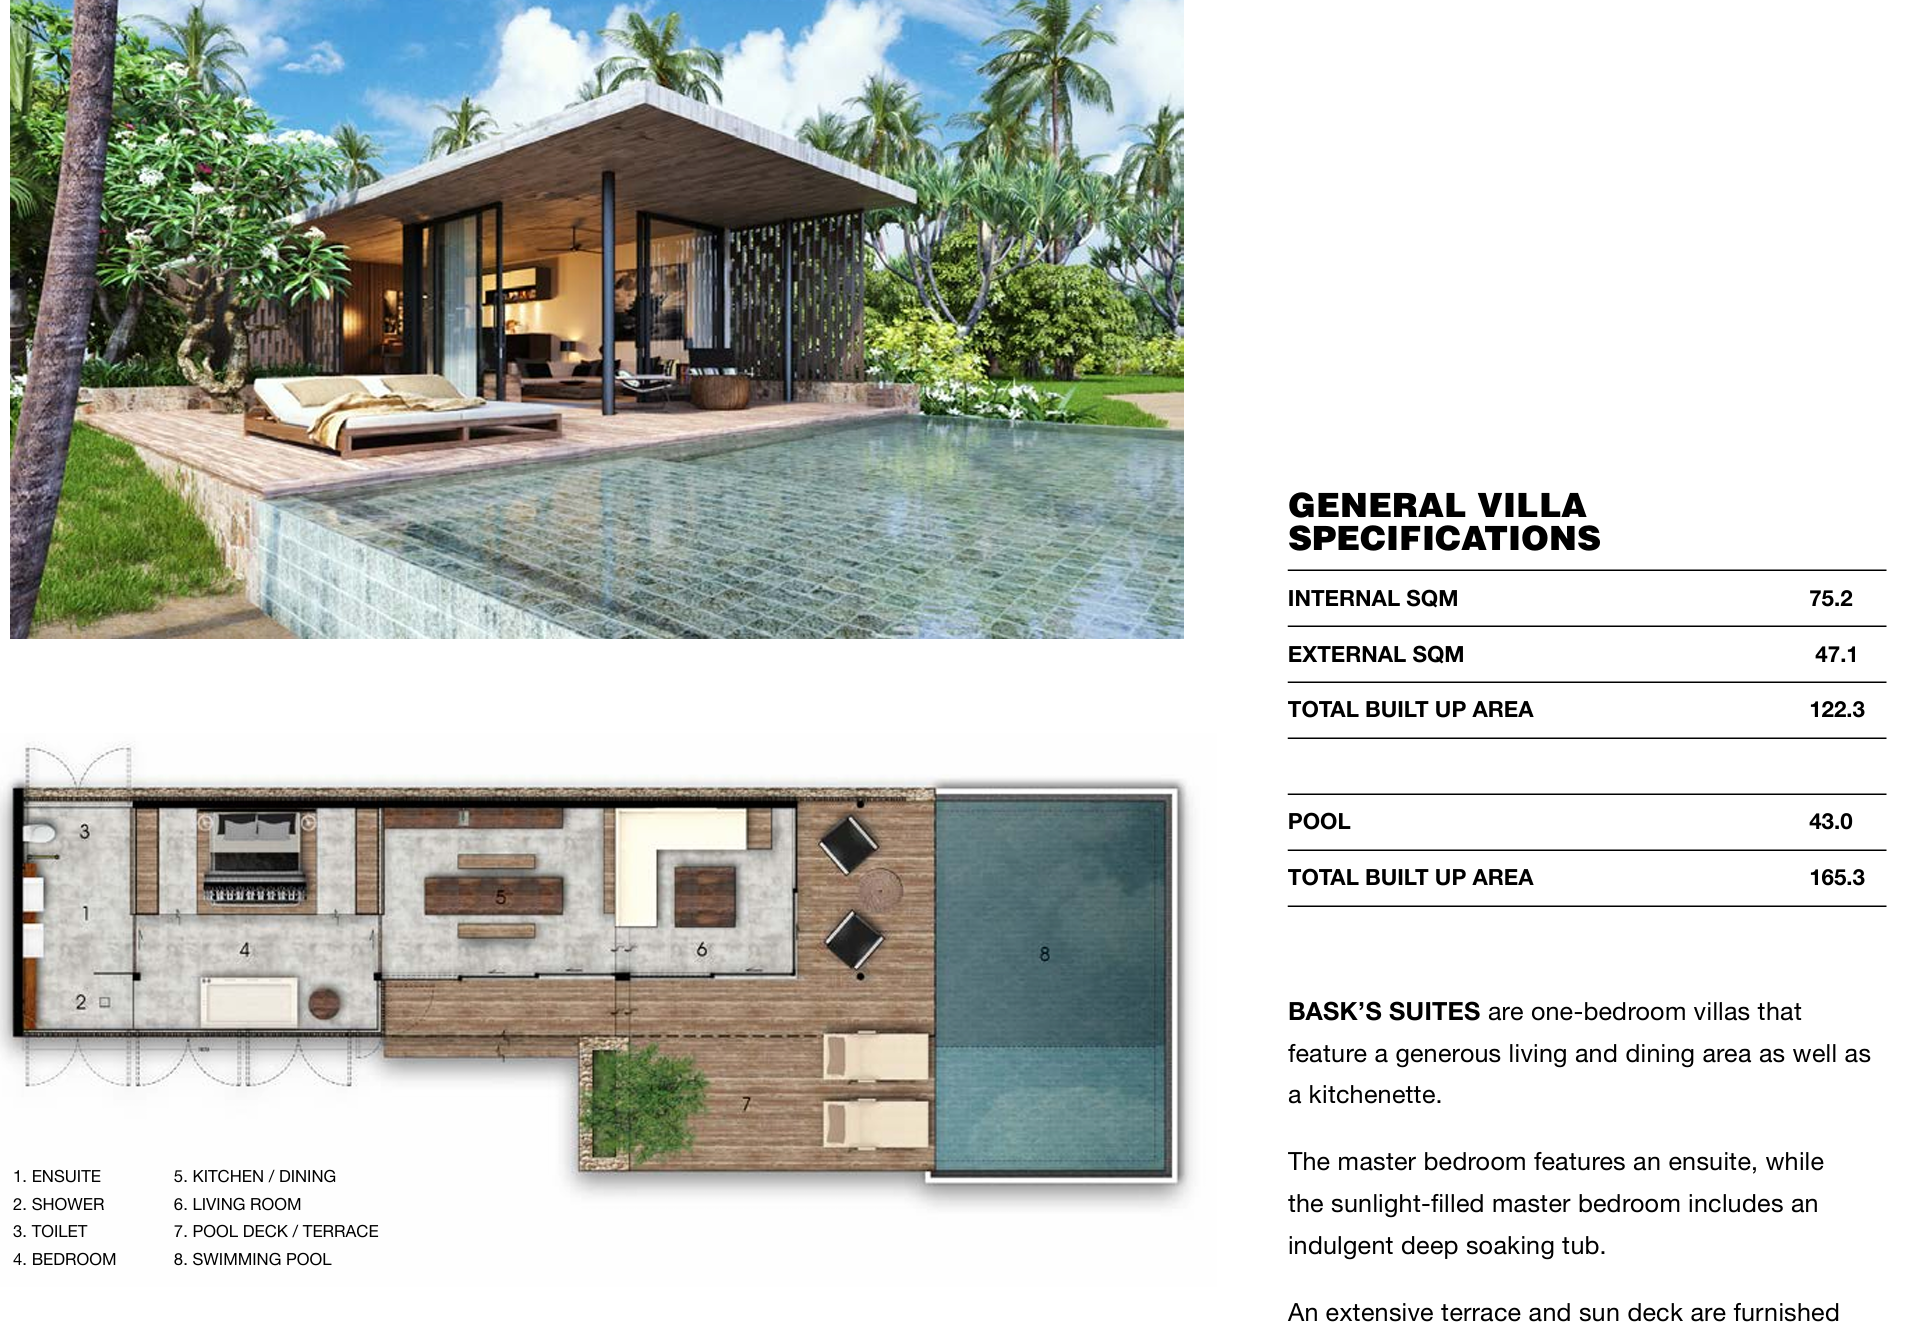 GENERAL VILLA
SPECIFICATIONS
INTERNAL SQM 75.2
EXTERNAL SQM 47.1
TOTAL BUILT UP AREA 122.3
POOL 43.0
TOTAL BUILT UP AREA 165.3
BASK’S SUITES are one-bedroom villas that
feature a generous living and dining area as well as
a kitchenette.
The master bedroom features an ensuite, while
the sunlight-filled master bedroom includes an
indulgent deep soaking tub.
An extensive terrace and sun deck are furnished
3
1
2
4
5
6
7
8
1. ENSUITE
2. SHOWER
3. TOILET
4. BEDROOM
5. KITCHEN / DINING
6. LIVING ROOM
7. POOL DECK / TERRACE
8. SWIMMING POOL